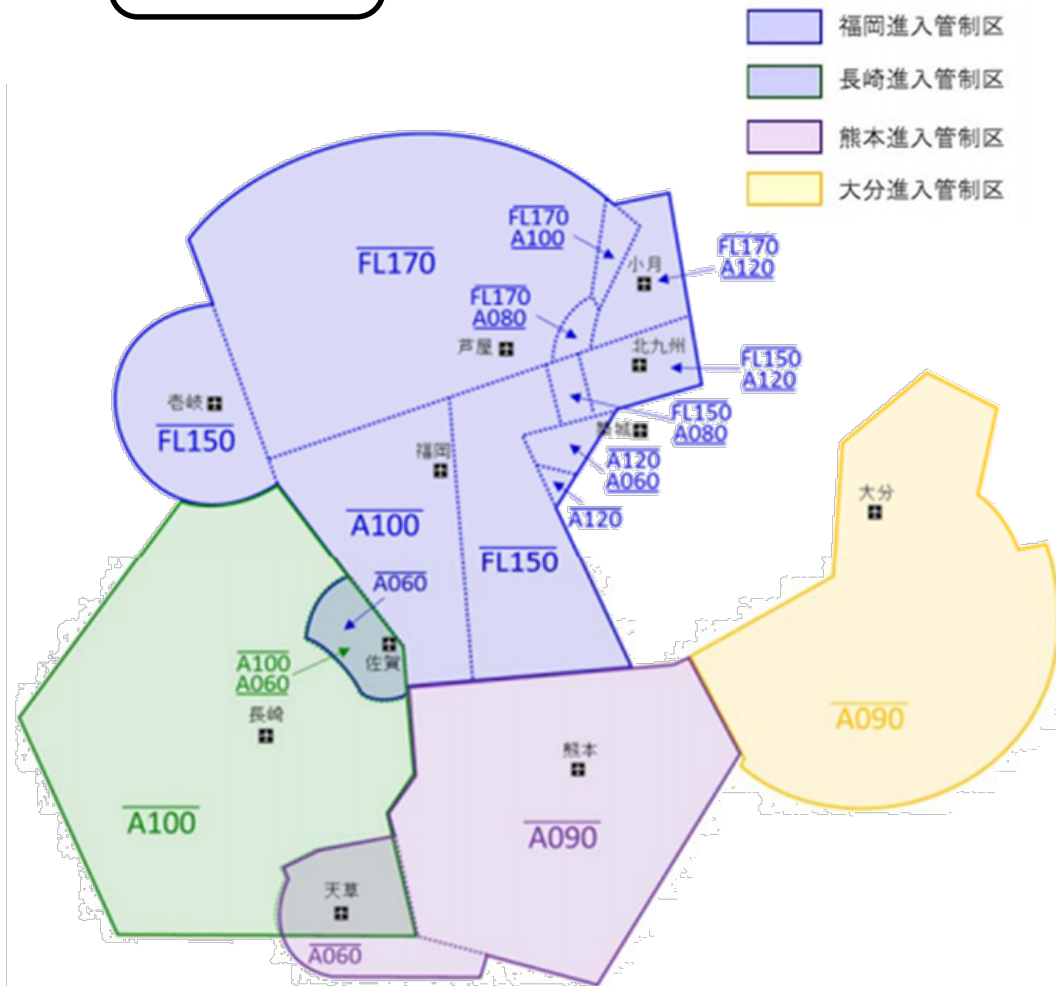 福岡進入管制区
長崎進入管制区
熊本進入管制区
大分進入管制区
FL170
FL170
A100
小月
FL170
A120
FL170
A080
芦屋
北九州
FL150
A120
壱岐
FL150
FL150
A080
築城
福岡
A120
A060
A120
A100
FL150
大分
A060
佐賀
A100
A060
長崎
A090
熊本
A100
A090
天草
A060